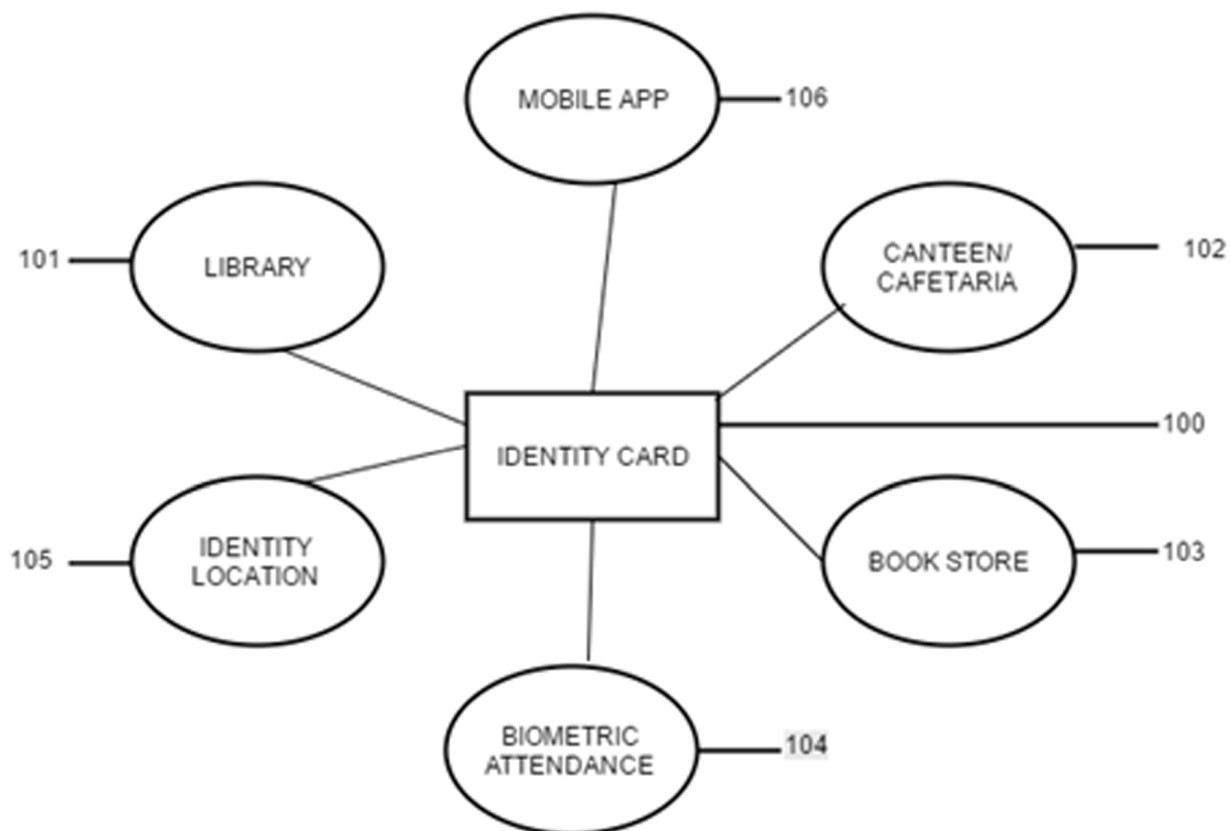 MOBILE APP
106
101
LIBRARY
CANTEEN/
CAFETARIA
102
IDENTITY CARD
100
105
IDENTITY
LOCATION
BOOK STORE
103
BIOMETRIC
ATTENDANCE
104